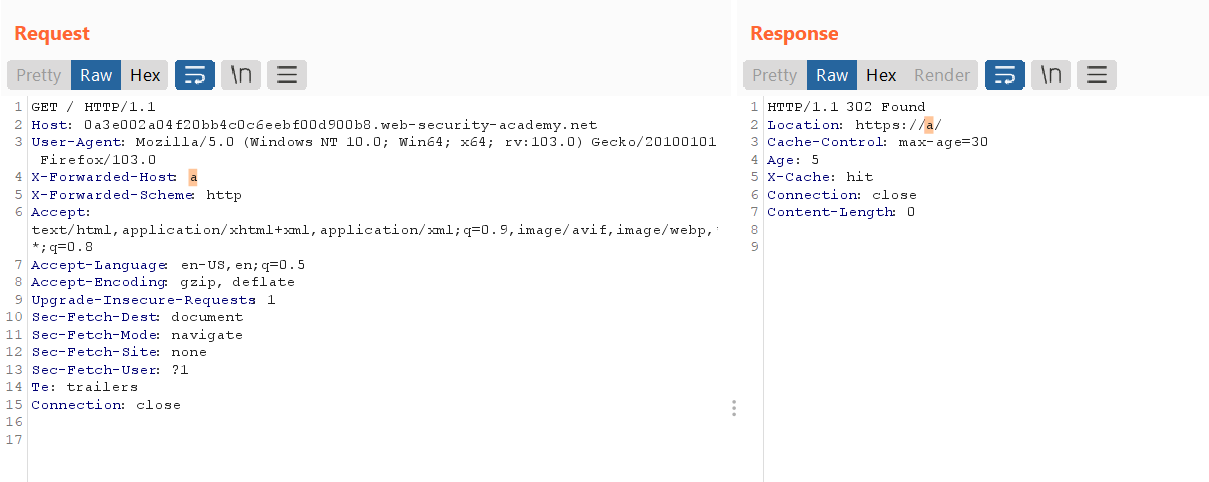 Request
Pretty Raw Hex \n
1 GET / HTTP/1.1
2 Host: 0a3e002a04f20bb4c0c6eebf00d900b8.web-security-academy.net
3 User-Agent: Mozilla/5.0 (Windows NT 10.0; Win64; x64; rv:103.0) Gecko/20100101
Firefox/103.0
4 X-Forwarded-Host: a
5 X-Forwarded-Scheme: http
6 Accept:
text/html,application/xhtml+xml,application/xml;q=0.9,image/avif,image/webp,
*;q=0.8
7 Accept-Language: en-US,en;q=0.5
8 Accept-Encoding: gzip, deflate
9 Upgrade-Insecure-Requests: 1
10 Sec-Fetch-Dest: document
11 Sec-Fetch-Mode: navigate
12 Sec-Fetch-Site: none
13 Sec-Fetch-User: ?1
14 Te: trailers
15 Connection: close
16
17
Response
Pretty Raw Hex Render \n
1 HTTP/1.1 302 Found
2 Location: https://a/
3 Cache-Control: max-age=30
4 Age: 5
5 X-Cache: hit
6 Connection: close
7 Content-Length: 0
8
9